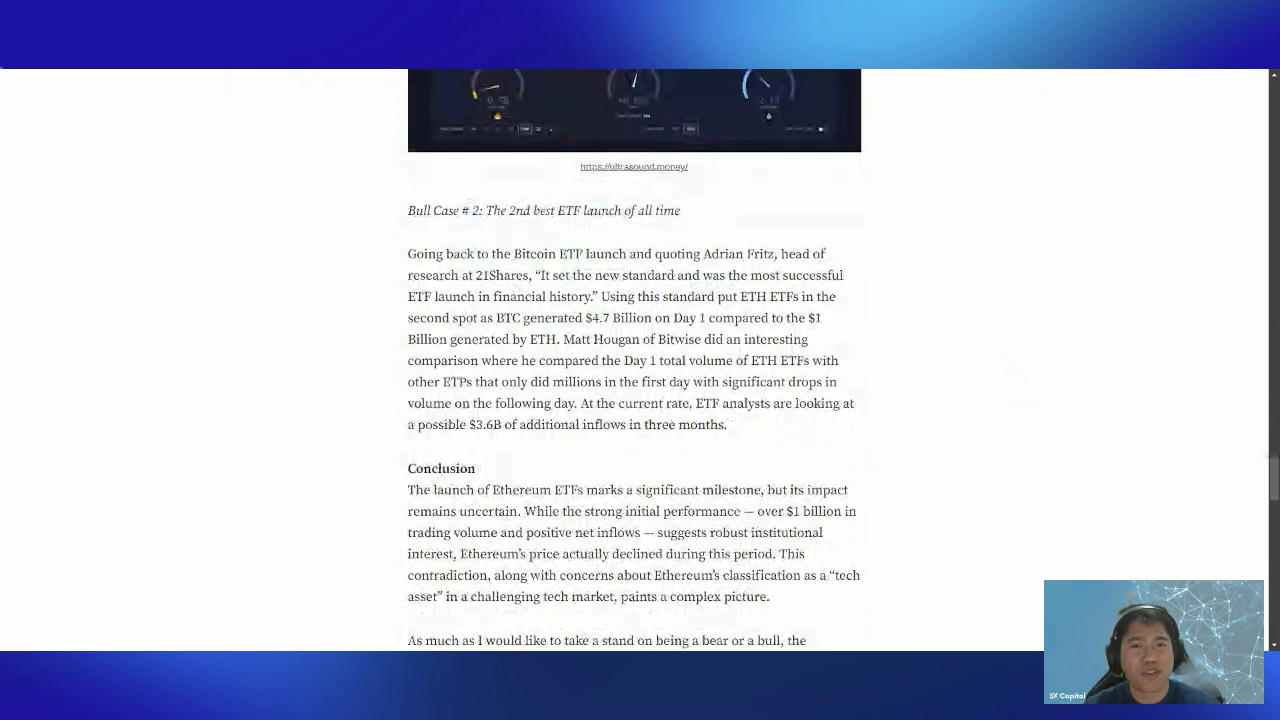 https://ultrasound.money/
Bull Case # 2: The 2nd best ETF launch of all time
Going back to the Bitcoin ETF launch and quoting Adrian Fritz, head of
research at 21Shares, “It set the new standard and was the most successful
ETF launch in financial history.” Using this standard put ETH ETFs in the
second spot as BTC generated $4.7 Billion on Day 1 compared to the $1
Billion generated by ETH. Matt Hougan of Bitwise did an interesting
comparison where he compared the Day 1 total volume of ETH ETFs with
other ETPs that only did millions in the first day with significant drops in
volume on the following day. At the current rate, ETF analysts are looking at
a possible $3.6B of additional inflows in three months.
Conclusion
The launch of Ethereum ETFs marks a significant milestone, but its impact
remains uncertain. While the strong initial performance — over $1 billion in
trading volume and positive net inflows — suggests robust institutional
interest, Ethereum’s price actually declined during this period. This
contradiction, along with concerns about Ethereum’s classification as a “tech
asset” in a challenging tech market, paints a complex picture.
As much as I would like to take a stand on being a bear or a bull, the
3X Capital